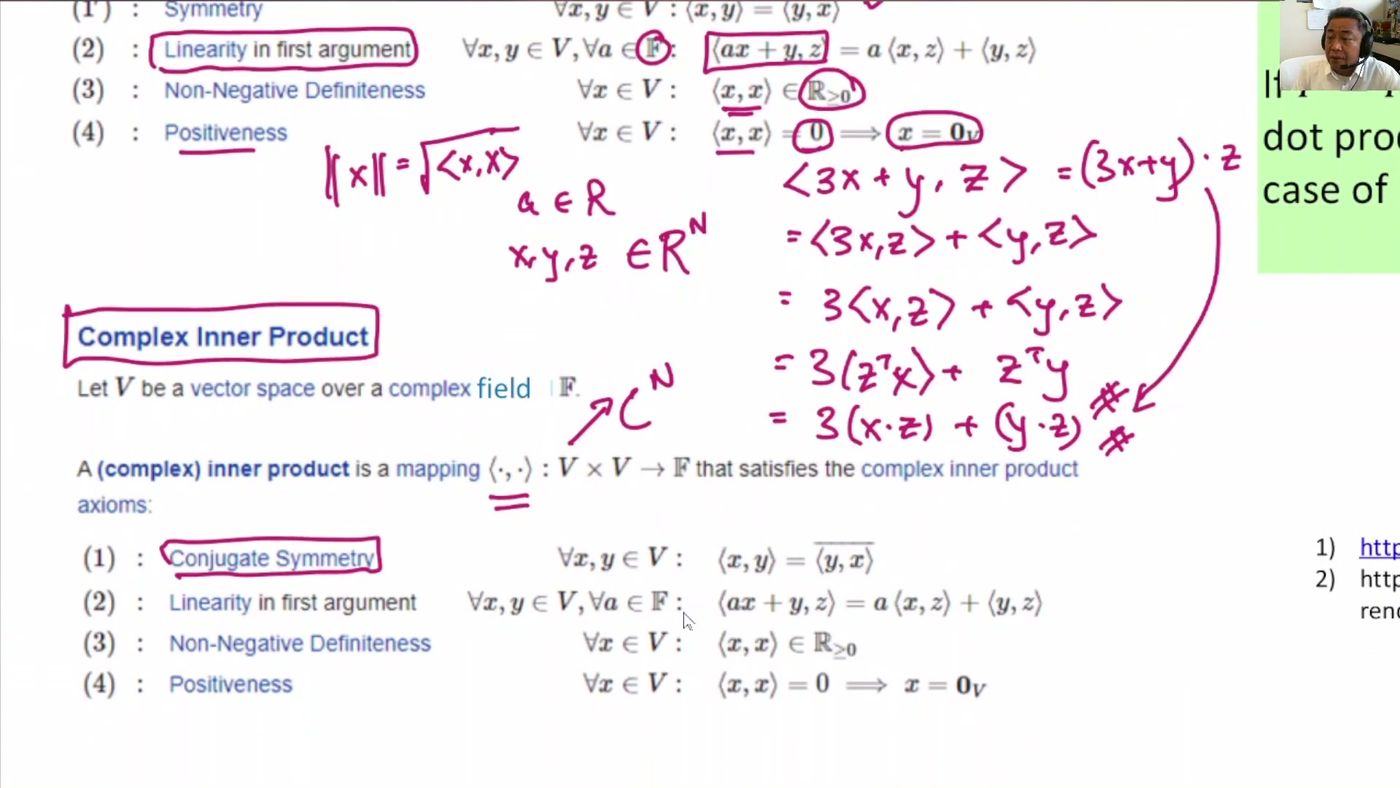 (1) : Symmetry ∀x, y ∈ V : ⟨x, y⟩ = ⟨y, x⟩
(2) : Linearity in first argument ∀x, y ∈ V, ∀a ∈ 𝔽 : ⟨ax + y, z⟩ = a ⟨x, z⟩ + ⟨y, z⟩
(3) : Non-Negative Definiteness ∀x ∈ V : ⟨x, x⟩ ∈ ℝ≥0
(4) : Positiveness ∀x ∈ V : ⟨x, x⟩ = 0 ⟹ x = 0V
‖x‖ = √<x,x>
a ∈ R
x, y, z ∈ R^N
<3x + y, z> = (3x+y) · z
= <3x, z> + <y, z>
= 3<x, z> + <y, z>
= 3(z^T x) + z^T y
= 3(x·z) + (y·z) #
#
dot pro
case of
Complex Inner Product
Let V be a vector space over a complex field 𝔽.
C^N
A (complex) inner product is a mapping ⟨·, ·⟩ : V × V → 𝔽 that satisfies the complex inner product
axioms:
(1) : Conjugate Symmetry ∀x, y ∈ V : ⟨x, y⟩ = \overline{⟨y, x⟩}
(2) : Linearity in first argument ∀x, y ∈ V, ∀a ∈ 𝔽 : ⟨ax + y, z⟩ = a ⟨x, z⟩ + ⟨y, z⟩
(3) : Non-Negative Definiteness ∀x ∈ V : ⟨x, x⟩ ∈ ℝ≥0
(4) : Positiveness ∀x ∈ V : ⟨x, x⟩ = 0 ⟹ x = 0V
1) http
2) http
rend